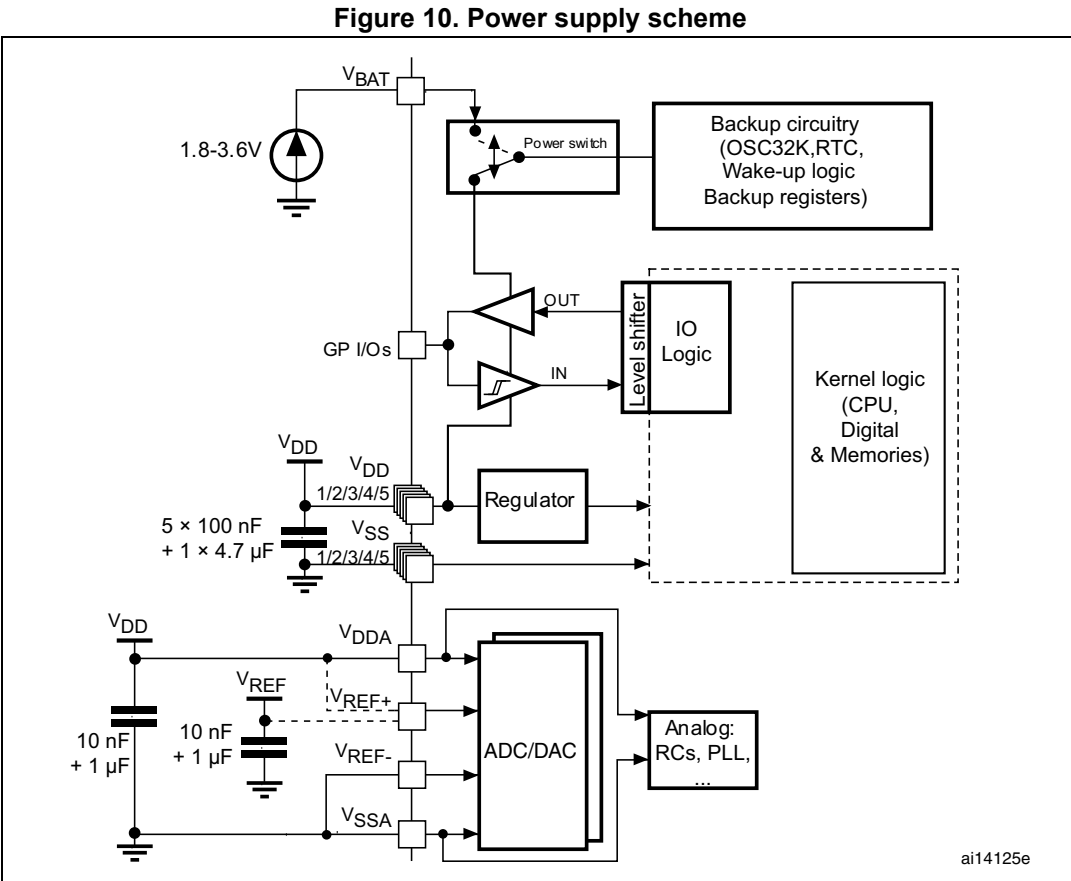 Figure 10. Power supply scheme
VBAT
1.8-3.6V
Power switch
Backup circuitry
(OSC32K,RTC,
Wake-up logic
Backup registers)
OUT
GP I/Os
IN
Level shifter
IO
Logic
Kernel logic
(CPU,
Digital
& Memories)
VDD
VDD
1/2/3/4/5
Regulator
5 × 100 nF
+ 1 × 4.7 µF
VSS
1/2/3/4/5
VDD
VDDA
VREF
VREF+
10 nF
+ 1 µF
10 nF
+ 1 µF
VREF-
VSSA
ADC/DAC
Analog:
RCs, PLL,
...
ai14125e